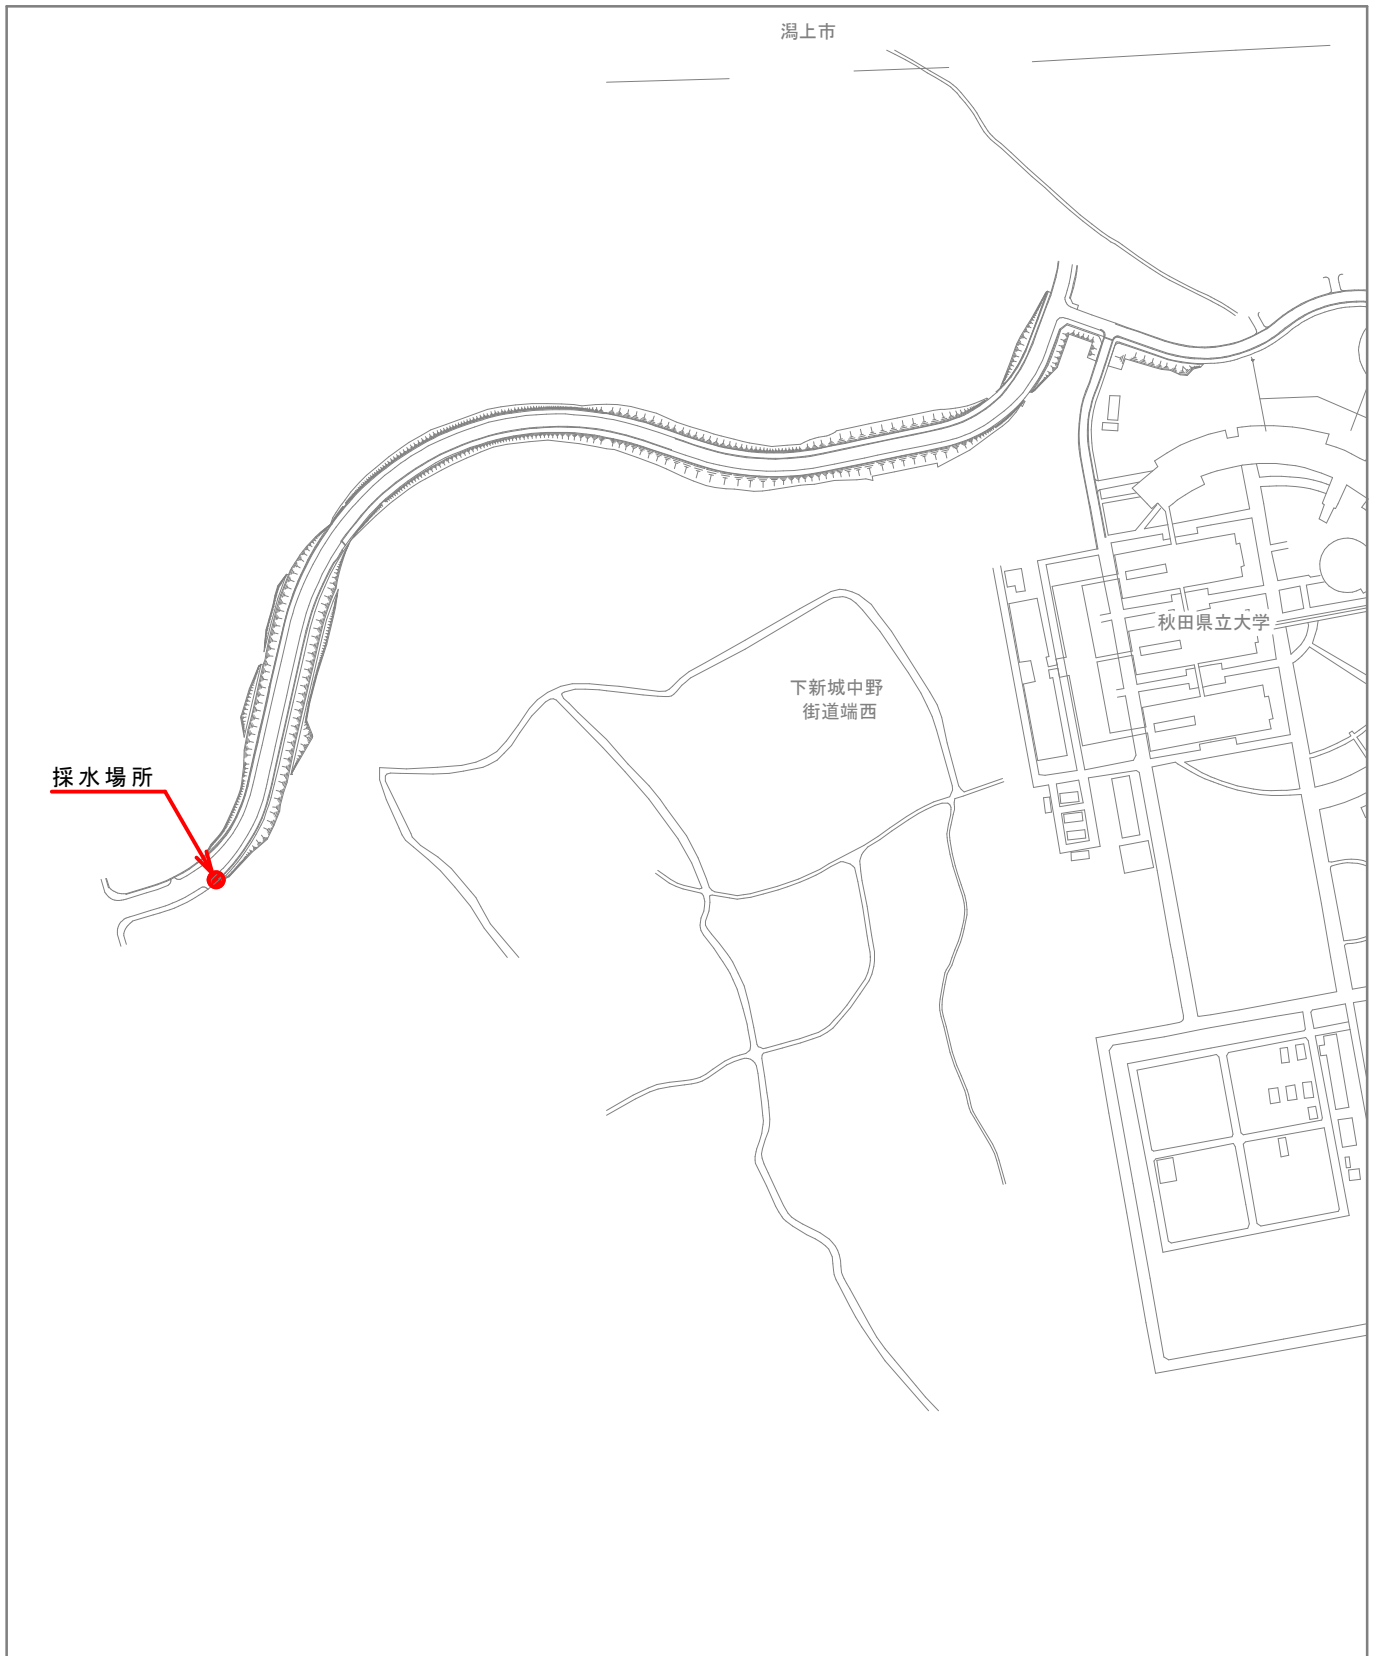 潟上市
秋田県立大学
下新城中野
街道端西
採水場所